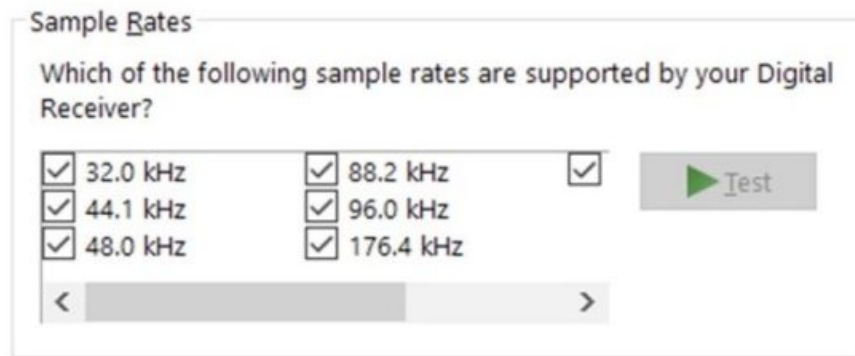 Sample Rates
Which of the following sample rates are supported by your Digital
Receiver?
32.0 kHz 88.2 kHz
44.1 kHz 96.0 kHz
48.0 kHz 176.4 kHz
Test